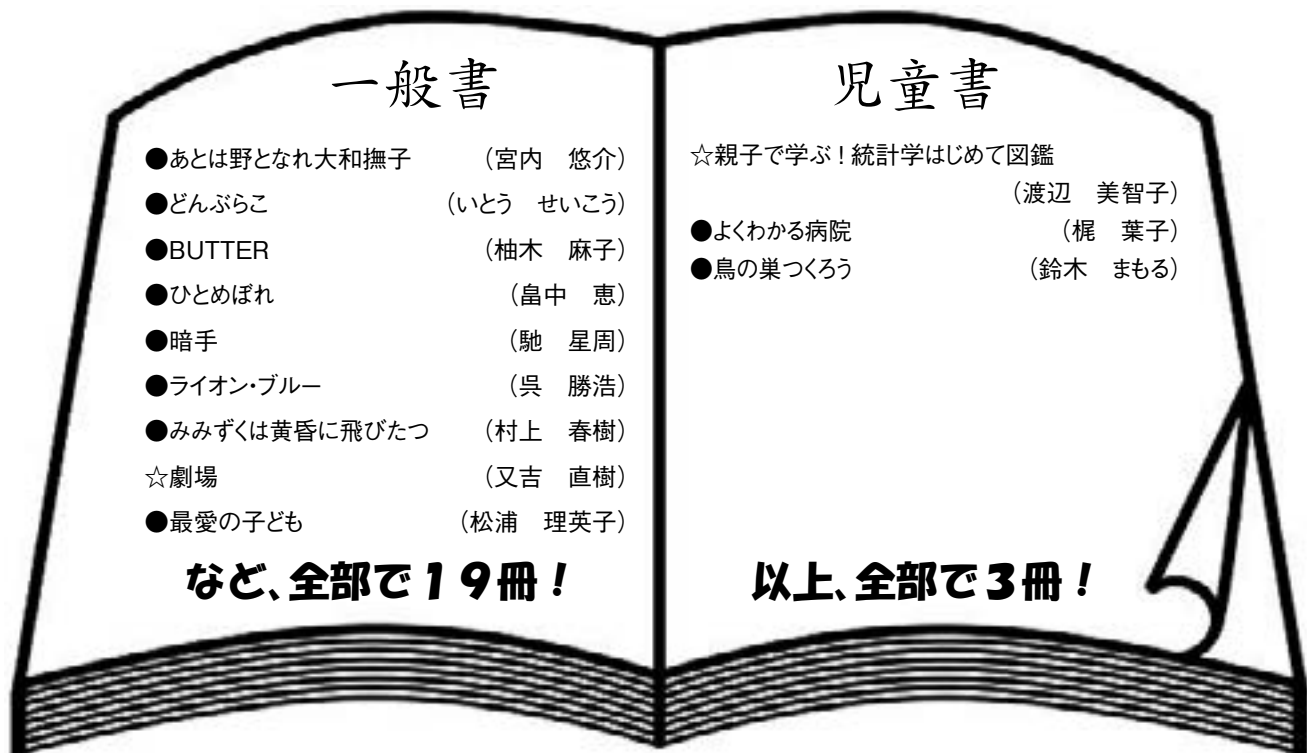 一般書
●あとは野となれ大和撫子　（宮内　悠介）
●どんぶらこ　（いとう　せいこう）
●BUTTER　（柚木　麻子）
●ひとめぼれ　（畠中　恵）
●暗手　（馳　星周）
●ライオン・ブルー　（呉　勝浩）
●みみずくは黄昏に飛びたつ　（村上　春樹）
☆劇場　（又吉　直樹）
●最愛の子ども　（松浦　理英子）
など、全部で１９冊！
児童書
☆親子で学ぶ！統計学はじめて図鑑
（渡辺　美智子）
●よくわかる病院　（梶　葉子）
●鳥の巣つくろう　（鈴木　まもる）
以上、全部で３冊！